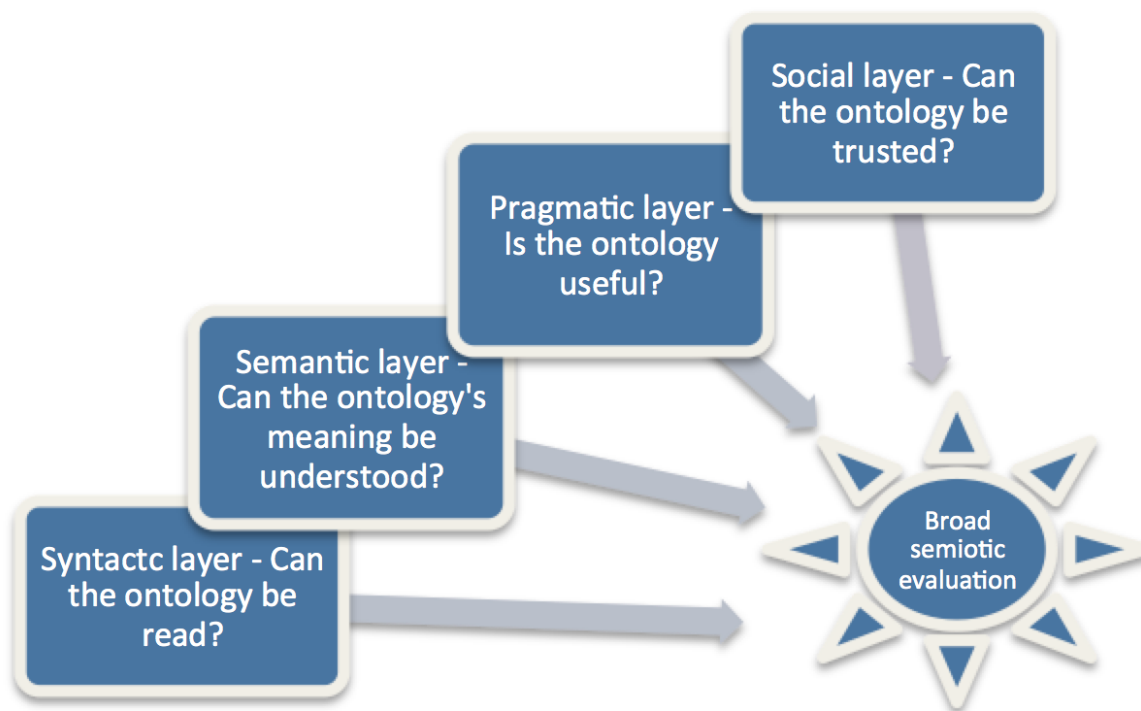 Social layer - Can
the ontology be
trusted?
Pragmatic layer -
Is the ontology
useful?
Semantic layer -
Can the ontology's
meaning be
understood?
Syntactc layer - Can
the ontology be
read?
Broad
semiotic
evaluation